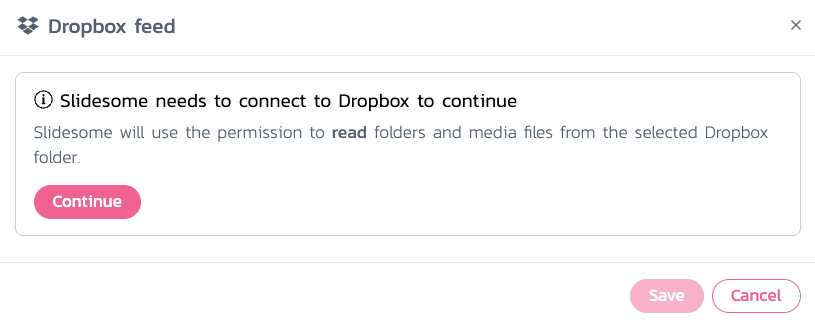 Dropbox feed
Slidesome needs to connect to Dropbox to continue
Slidesome will use the permission to read folders and media files from the selected Dropbox
folder.
Continue
Save
Cancel